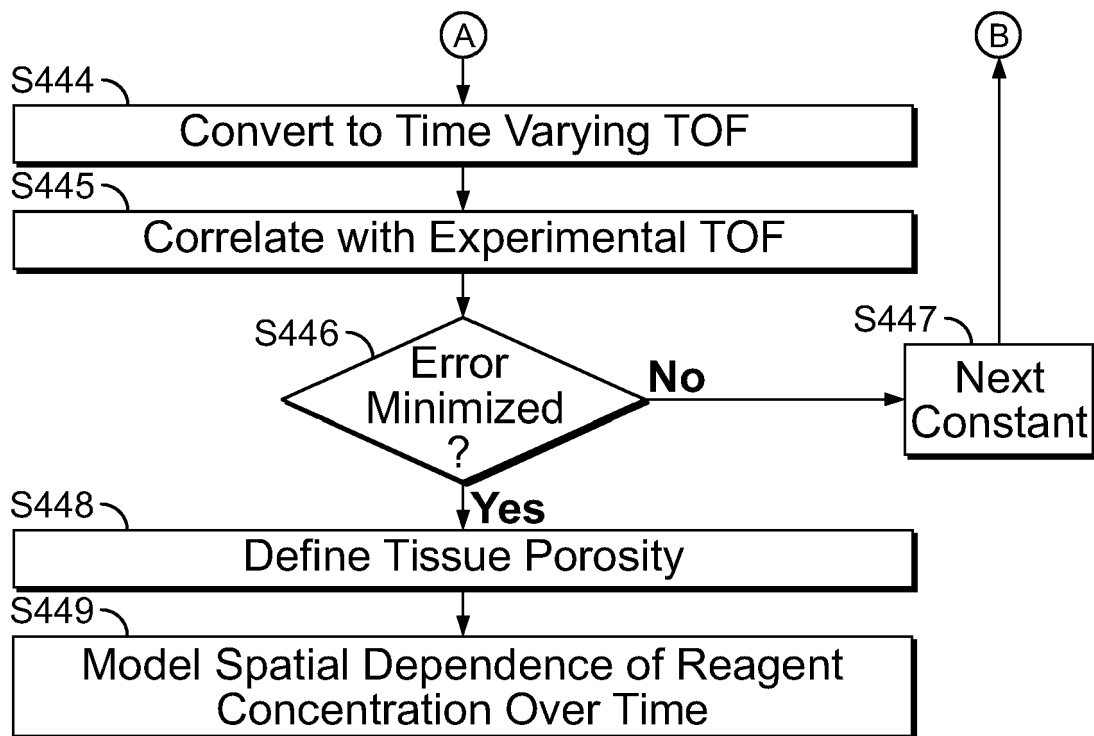 A
B
S444
Convert to Time Varying TOF
S445
Correlate with Experimental TOF
S446
Error
Minimized
?
No
S447
Next
Constant
Yes
S448
Define Tissue Porosity
S449
Model Spatial Dependence of Reagent
Concentration Over Time